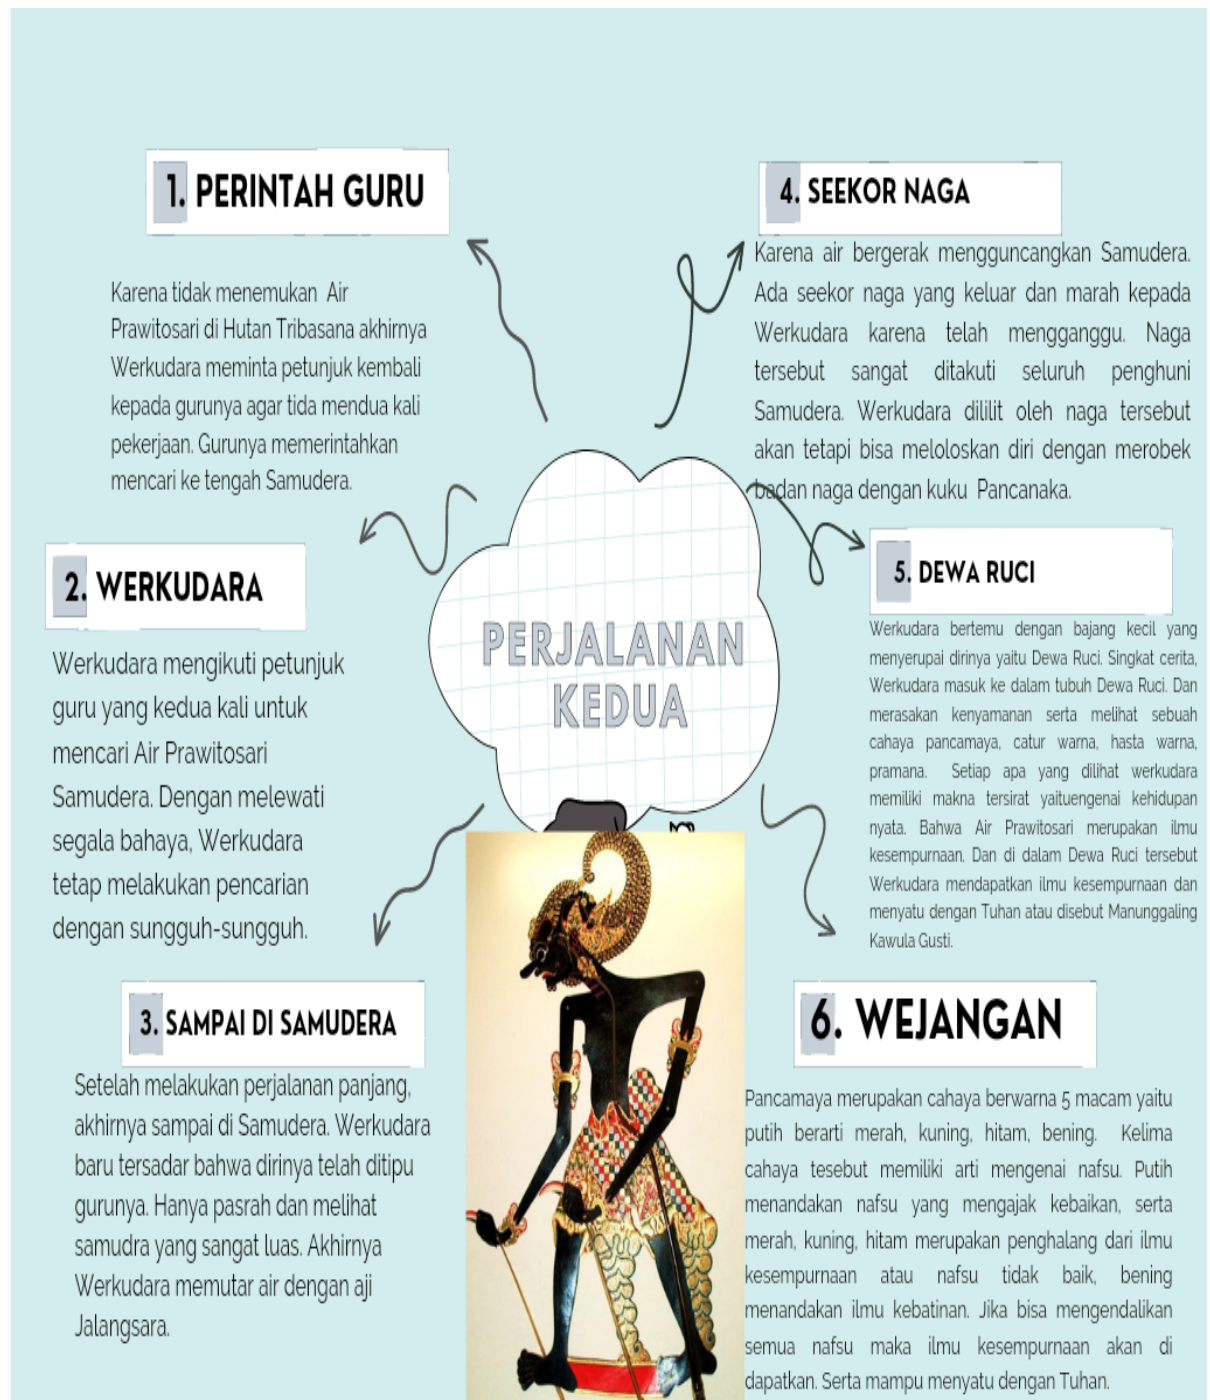 1. PERINTAH GURU
Karena tidak menemukan Air
Prawitosari di Hutan Tribasana akhirnya
Werkudara meminta petunjuk kembali
kepada gurunya agar tida mendua kali
pekerjaan. Gurunya memerintahkan
mencari ke tengah Samudera.
2. WERKUDARA
Werkudara mengikuti petunjuk
guru yang kedua kali untuk
mencari Air Prawitosari
Samudera. Dengan melewati
segala bahaya, Werkudara
tetap melakukan pencarian
dengan sungguh-sungguh.
3. SAMPAI DI SAMUDERA
Setelah melakukan perjalanan panjang,
akhirnya sampai di Samudera. Werkudara
baru tersadar bahwa dirinya telah ditipu
gurunya. Hanya pasrah dan melihat
samudra yang sangat luas. Akhirnya
Werkudara memutar air dengan aji
Jalangsara.
PERJALANAN
KEDUA
4. SEEKOR NAGA
Karena air bergerak mengguncangkan Samudera.
Ada seekor naga yang keluar dan marah kepada
Werkudara karena telah mengganggu. Naga
tersebut sangat ditakuti seluruh penghuni
Samudera. Werkudara dililit oleh naga tersebut
akan tetapi bisa meloloskan diri dengan merobek
badan naga dengan kuku Pancanaka.
5. DEWA RUCI
Werkudara bertemu dengan bajang kecil yang
menyerupai dirinya yaitu Dewa Ruci. Singkat cerita,
Werkudara masuk ke dalam tubuh Dewa Ruci. Dan
merasakan kenyamanan serta melihat sebuah
cahaya pancamaya, catur warna, hasta warna,
pramana. Setiap apa yang dilihat werkudara
memiliki makna tersirat yaituengenai kehidupan
nyata. Bahwa Air Prawitosari merupakan ilmu
kesempurnaan. Dan di dalam Dewa Ruci tersebut
Werkudara mendapatkan ilmu kesempurnaan dan
menyatu dengan Tuhan atau disebut Manunggaling
Kawula Gusti.
6. WEJANGAN
Pancamaya merupakan cahaya berwarna 5 macam yaitu
putih berarti merah, kuning, hitam, bening. Kelima
cahaya tesebut memiliki arti mengenai nafsu. Putih
menandakan nafsu yang mengajak kebaikan, serta
merah, kuning, hitam merupakan penghalang dari ilmu
kesempurnaan atau nafsu tidak baik, bening
menandakan ilmu kebatinan. Jika bisa mengendalikan
semua nafsu maka ilmu kesempurnaan akan di
dapatkan. Serta mampu menyatu dengan Tuhan.